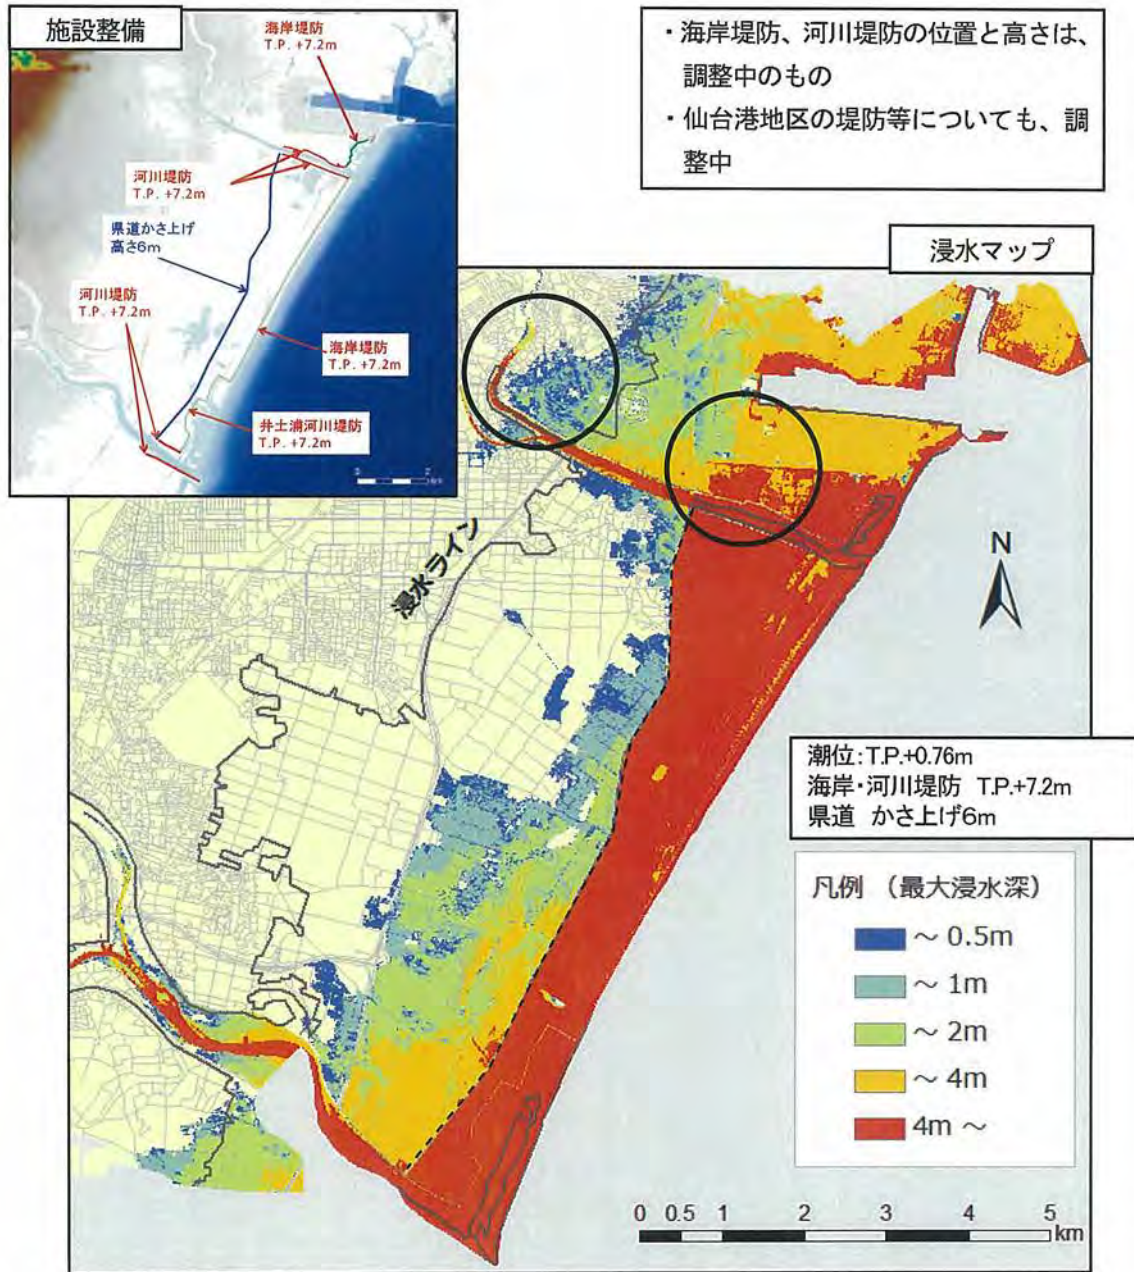 施設整備
海岸堤防
T.P. +7.2m
河川堤防
T.P. +7.2m
県道かさ上げ
高さ6m
河川堤防
T.P. +7.2m
海岸堤防
T.P. +7.2m
井土浦河川堤防
T.P. +7.2m
・海岸堤防、河川堤防の位置と高さは、
調整中のもの
・仙台港地区の堤防等についても、調
整中
浸水マップ
浸水ライン
N
潮位:T.P.+0.76m
海岸・河川堤防 T.P.+7.2m
県道 かさ上げ6m
凡例 (最大浸水深)
～ 0.5m
～ 1m
～ 2m
～ 4m
4m ～
0 0.5 1 2 3 4 5
km